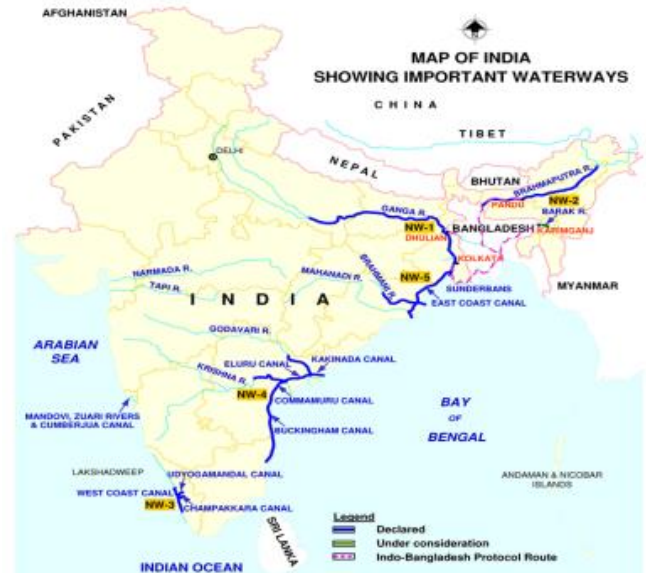 AFGHANISTAN
N
MAP OF INDIA
SHOWING IMPORTANT WATERWAYS
CHINA
PAKISTAN
TIBET
DELHI
NEPAL
BHUTAN
BRAHMAPUTRA R.
NW-2
PANDU
BARAK R.
GANGA R.
NW-1
BANGLADESH
KARIMGANJ
DHULIAN
KOLKATA
NW-5
MYANMAR
NARMADA R.
MAHANADI R.
BRAHMANI R.
SUNDERBANS
TAPI R.
INDIA
EAST COAST CANAL
GODAVARI R.
ARABIAN
SEA
KAKINADA CANAL
ELURU CANAL
KRISHNA R.
NW-4
COMMAMURU CANAL
BAY
OF
BENGAL
MANDOVI, ZUARI RIVERS
& CUMBERJUA CANAL
BUCKINGHAM CANAL
LAKSHADWEEP
UDYOGAMANDAL CANAL
ANDAMAN & NICOBAR
ISLANDS
WEST COAST CANAL
NW-3
CHAMPAKKARA CANAL
SRI LANKA
INDIAN OCEAN
Legend
Declared
Under consideration
Indo-Bangladesh Protocol Route